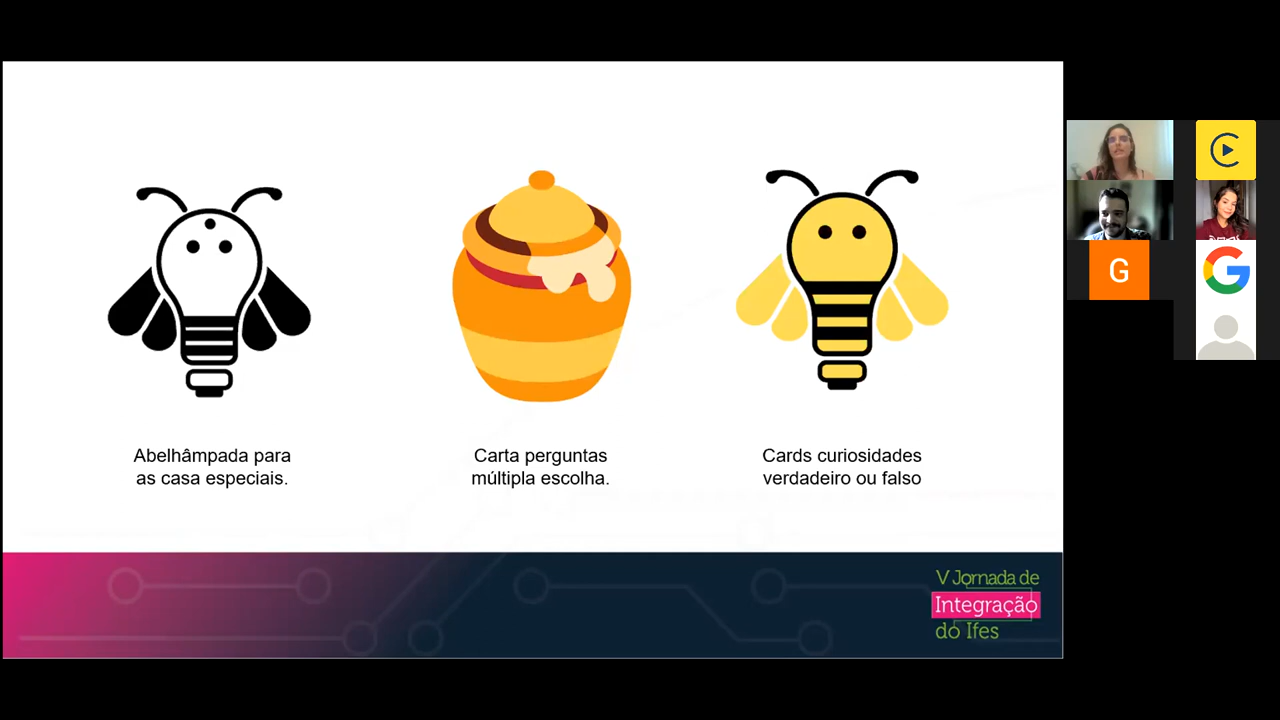 Abelhâmpada para
as casa especiais.
Carta perguntas
múltipla escolha.
Cards curiosidades
verdadeiro ou falso
V Jornada de
Integração
do Ifes
G